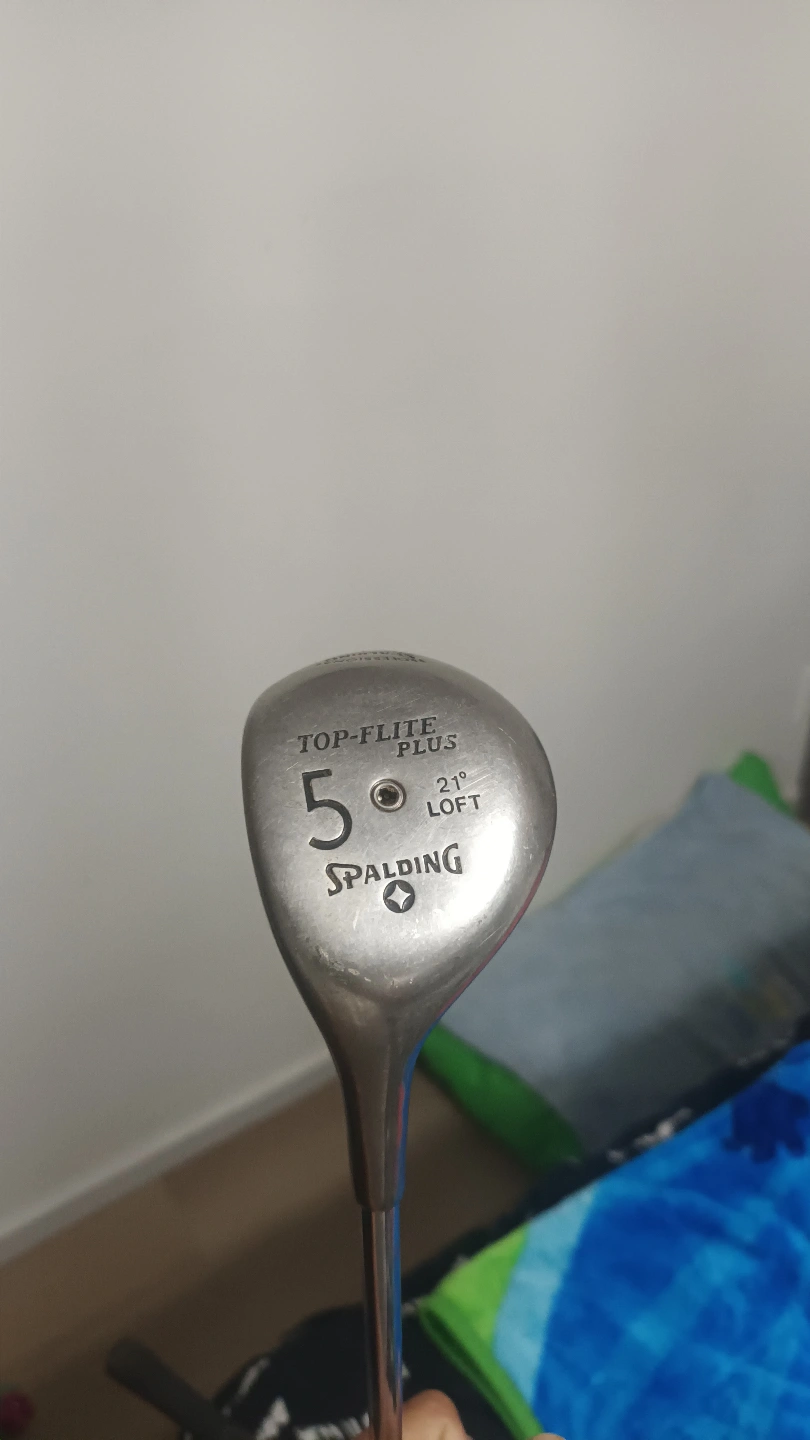 TOP-FLITE
PLUS
5
21°
LOFT
SPALDING